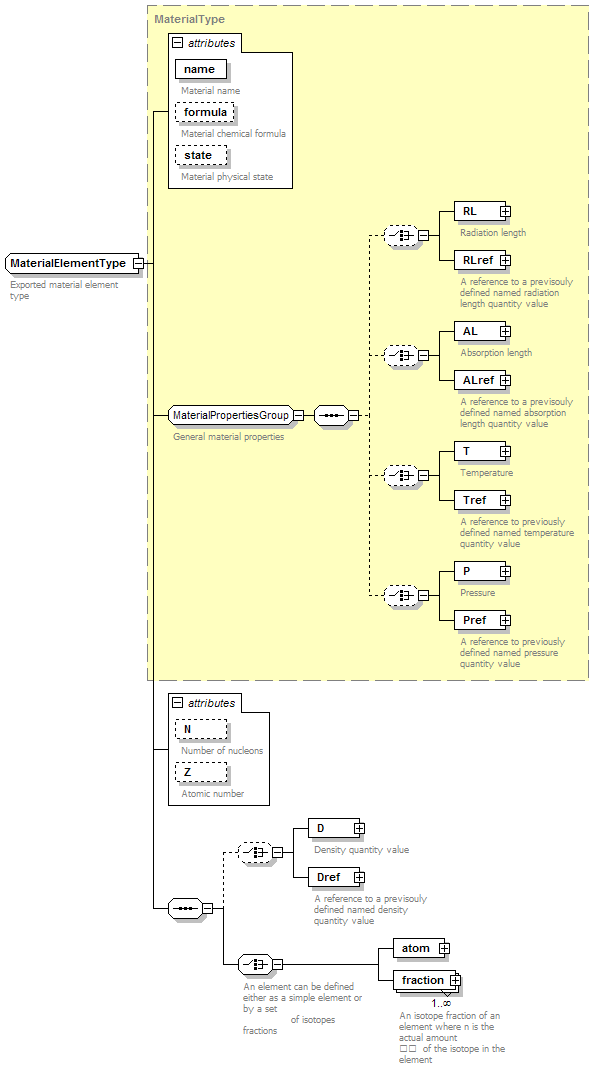 MaterialType
attributes
name
Material name
formula
Material chemical formula
state
Material physical state
RL
Radiation length
RLref
A reference to a previsouly
defined named radiation
length quantity value
MaterialElementType
Exported material element
type
AL
Absorption length
ALref
A reference to a previsouly
defined named absorption
length quantity value
MaterialPropertiesGroup
General material properties
T
Temperature
Tref
A reference to previously
defined named temperature
quantity value
P
Pressure
Pref
A reference to previously
defined named pressure
quantity value
attributes
N
Number of nucleons
Z
Atomic number
D
Density quantity value
Dref
A reference to a previsouly
defined named density
quantity value
An element can be defined
either as a simple element or
by a set
of isotopes
fractions
atom
fraction
1..∞
An isotope fraction of an
element where n is the
actual amount
□□ of the isotope in the
element